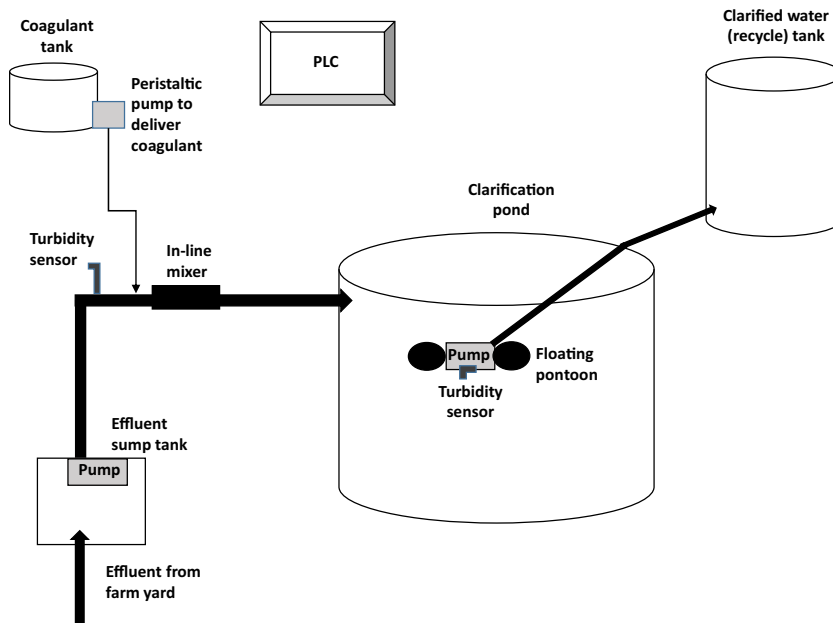 Coagulant
tank
Peristaltic
pump to
deliver
coagulant
PLC
Clarified water
(recycle) tank
Clarification
pond
Turbidity
sensor
In-line
mixer
Pump
Floating
pontoon
Turbidity
sensor
Effluent
sump tank
Pump
Effluent from
farm yard